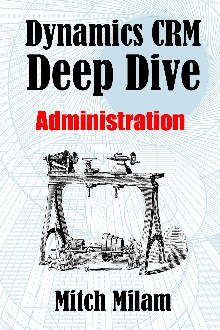 Dynamics CRM
Deep Dive
Administration
Mitch Milam